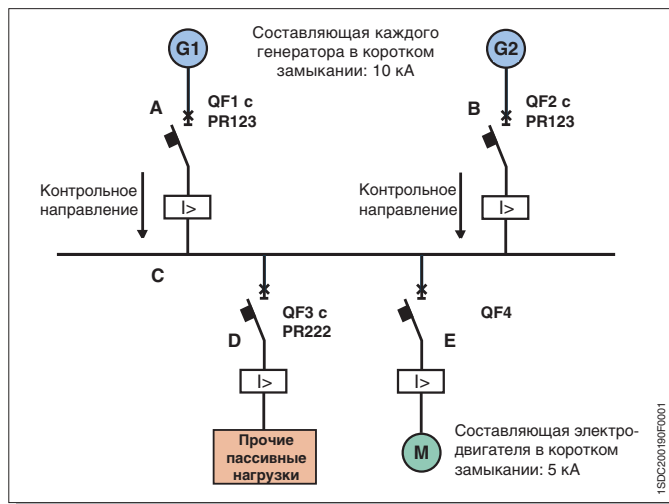 G1
Составляющая каждого
генератора в коротком
замыкании: 10 кА
G2
A
QF1 с
PR123
B
QF2 с
PR123
Контрольное
направление
I>
Контрольное
направление
I>
C
QF3 с
PR222
D
QF4
E
I>
I>
Прочие
пассивные
нагрузки
M
Составляющая электро-
двигателя в коротком
замыкании: 5 кА
1SDC200190F0001